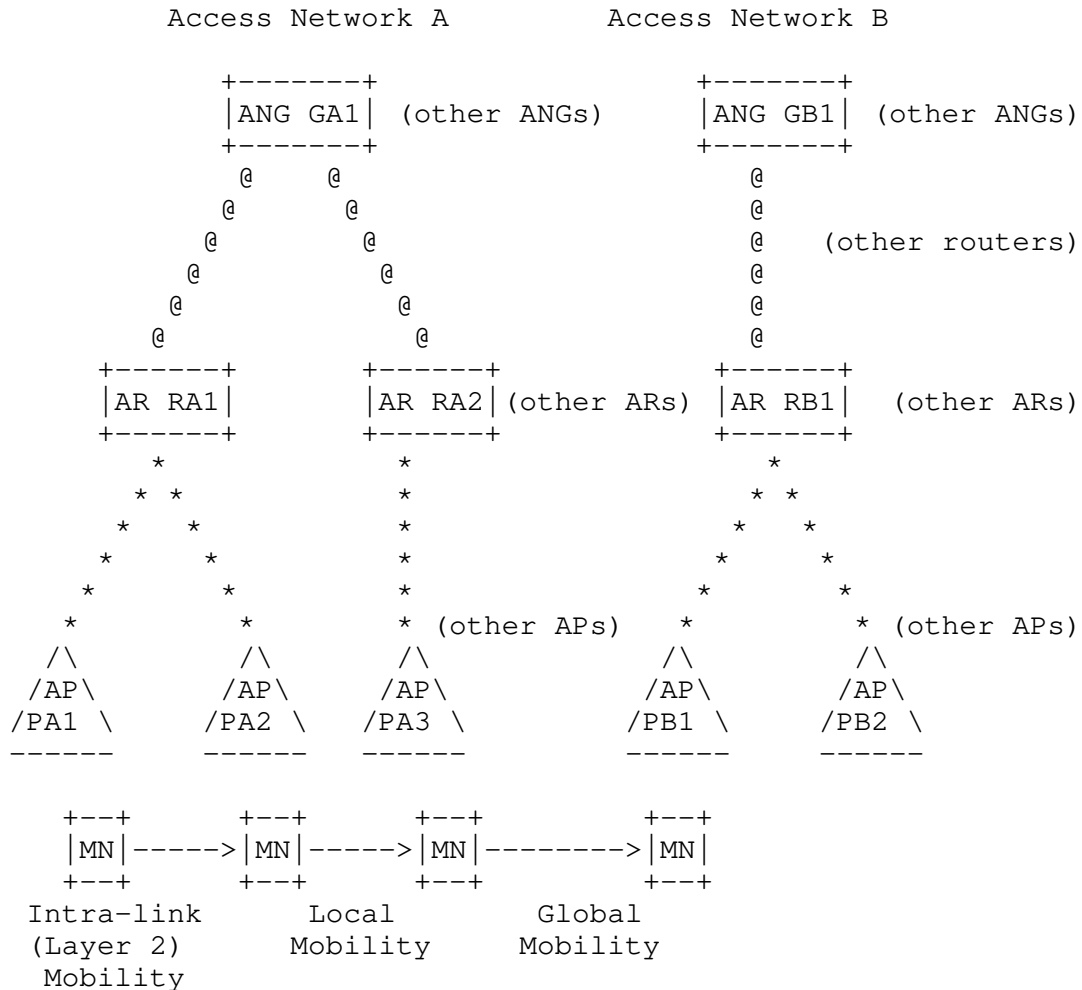 Access Network A Access Network B
ANG GA1 (other ANGs) ANG GB1 (other ANGs)
@ @ @
@ @ @
@ @ @ (other routers)
@ @ @
@ @ @
@ @ @
AR RA1 AR RA2 (other ARs) AR RB1 (other ARs)
* * *
* * * * *
* * * * *
* * * * *
* * * * *
* * * (other APs) * * (other APs)
/\ /\ /\ /\ /\
/AP\ /AP\ /AP\ /AP\ /AP\
/PA1 \ /PA2 \ /PA3 \ /PB1 \ /PB2 \
------ ------ ------ ------ ------
+--+ +--+ +--+ +--+
|MN|----->|MN|----->|MN|-------->|MN|
+--+ +--+ +--+ +--+
Intra-link Local Global
(Layer 2) Mobility Mobility
Mobility